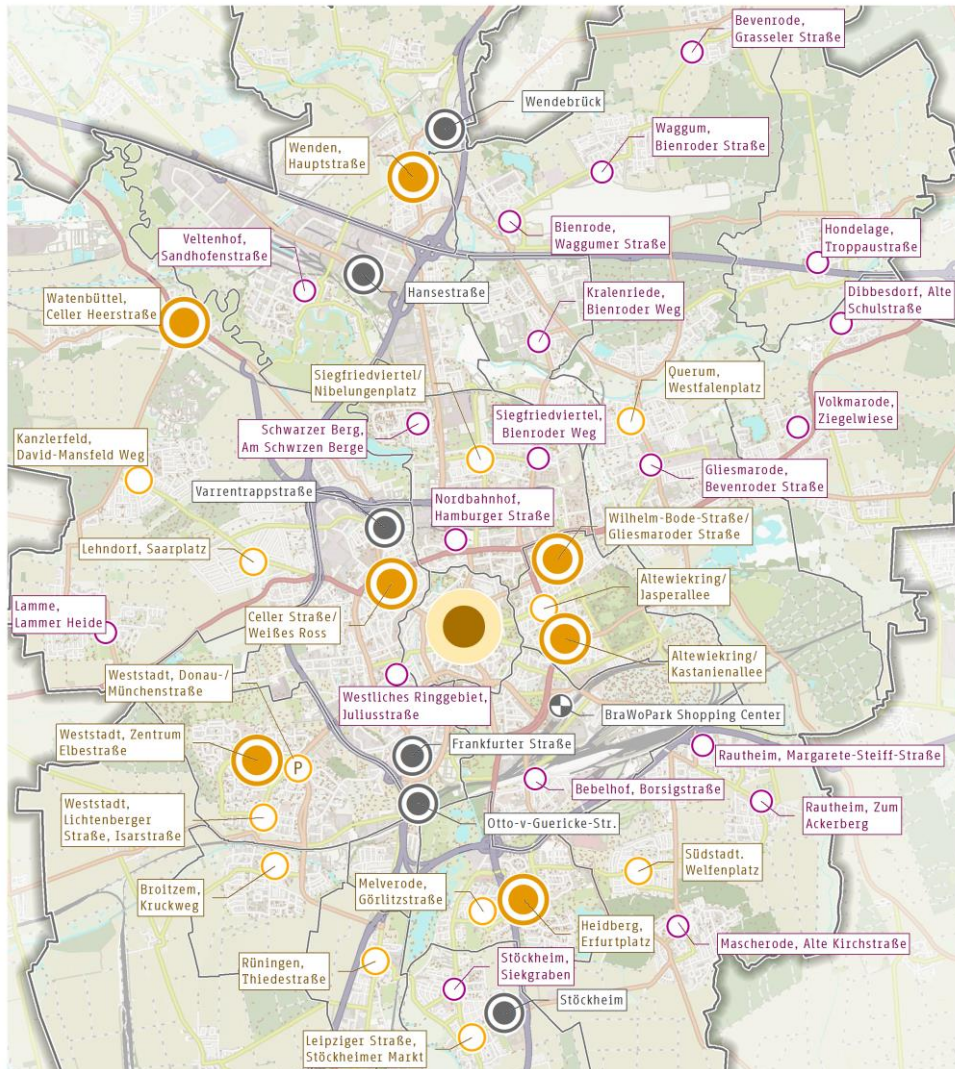 Bevenrode,
Grasseler Straße
Wendebrück
Waggum,
Bienroder Straße
Wenden,
Hauptstraße
Bienrode,
Waggumer Straße
Veltenhof,
Sandhofenstraße
Hondelage,
Troppaustraße
Hansestraße
Dibbesdorf, Alte
Schulstraße
Watenbüttel,
Celler Heerstraße
Kralenriede,
Bienroder Weg
Siegfriedviertel/
Nibelungenplatz
Querum,
Westfalenplatz
Siegfriedviertel,
Bienroder Weg
Volkmarode,
Ziegelwiese
Schwarzer Berg,
Am Schwrzen Berge
Kanzlerfeld,
David-Mansfeld Weg
Gliesmarode,
Bevenroder Straße
Varrentrappstraße
Nordbahnhof,
Hamburger Straße
Wilhelm-Bode-Straße/
Gliesmaroder Straße
Lehndorf, Saarplatz
Altewiekring/
Jasperallee
Lamme,
Lammer Heide
Celler Straße/
Weißes Ross
Altewiekring/
Kastanienallee
Weststadt, Donau-/
Münchenstraße
Westliches Ringgebiet,
Juliusstraße
BraWoPark Shopping Center
Weststadt, Zentrum
Elbestraße
Frankfurter Straße
Rautheim, Margarete-Steiff-Straße
P
Bebelhof, Borsigstraße
Weststadt,
Lichtenberger
Straße, Isarstraße
Otto-v-Guericke-Str.
Rautheim, Zum
Ackerberg
Südstadt.
Welfenplatz
Broitzem,
Kruckweg
Melverode,
Görlitzstraße
Heidberg,
Erfurtplatz
Mascherode, Alte Kirchstraße
Rüningen,
Thiedestraße
Stöckheim,
Siekgraben
Stöckheim
Leipziger Straße,
Stöckheimer Markt